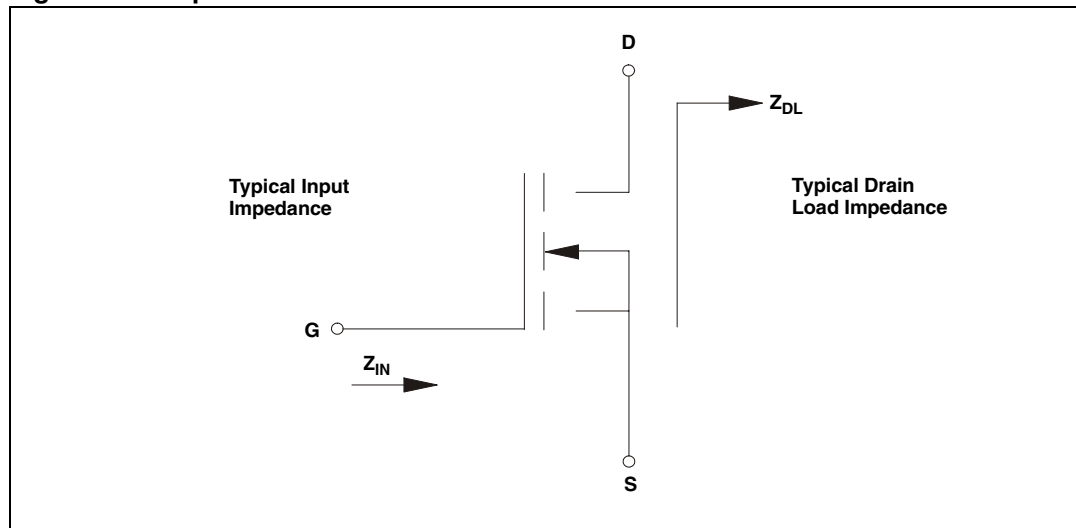 D
Z_DL
Typical Input
Impedance
Typical Drain
Load Impedance
G
Z_IN
S